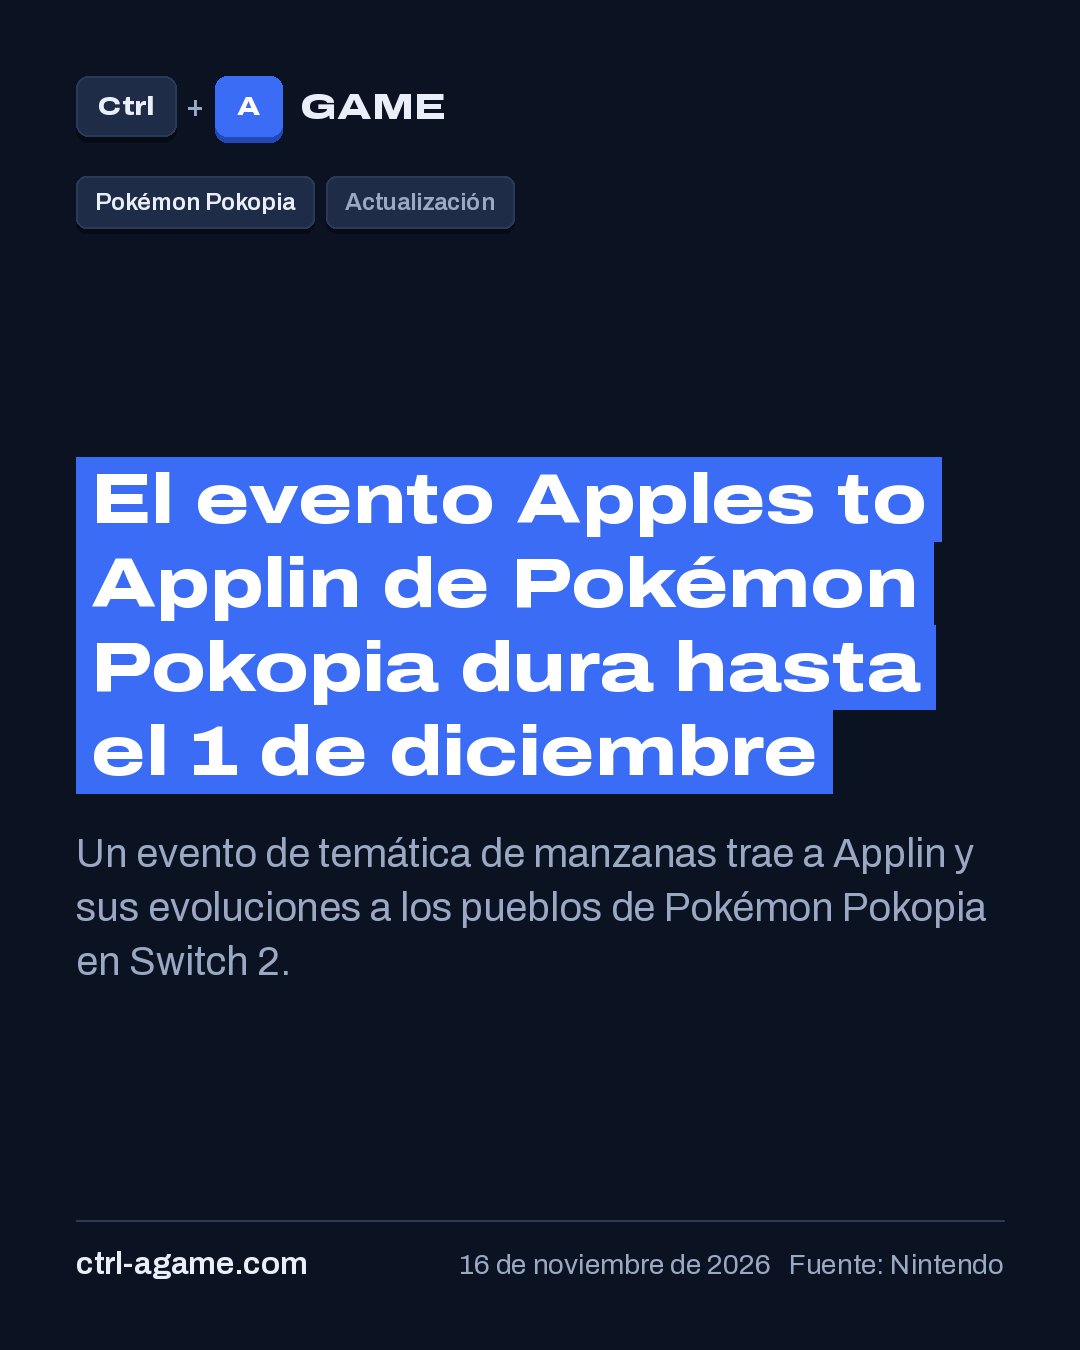 Ctrl + A GAME
Pokémon Pokopia Actualización
El evento Apples to
Applin de Pokémon
Pokopia dura hasta
el 1 de diciembre
Un evento de temática de manzanas trae a Applin y
sus evoluciones a los pueblos de Pokémon Pokopia
en Switch 2.
ctrl-agame.com 16 de noviembre de 2026 Fuente: Nintendo